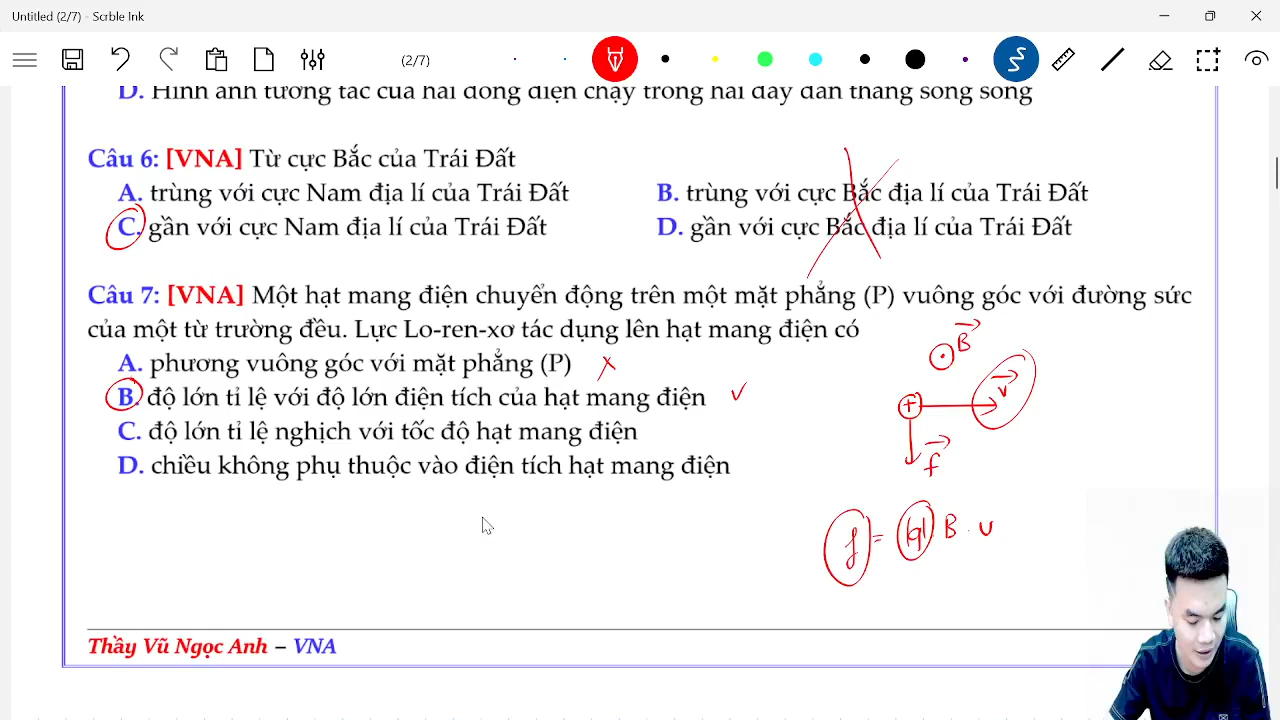 Untitled (2/7) - Scrble Ink
(2/7)
D. Hình ảnh tương tác của hai dòng điện chạy trong hai dây dẫn thẳng song song
Câu 6: [VNA] Từ cực Bắc của Trái Đất
A. trùng với cực Nam địa lí của Trái Đất
B. trùng với cực Bắc địa lí của Trái Đất
C. gần với cực Nam địa lí của Trái Đất
D. gần với cực Bắc địa lí của Trái Đất
Câu 7: [VNA] Một hạt mang điện chuyển động trên một mặt phẳng (P) vuông góc với đường sức
của một từ trường đều. Lực Lo-ren-xơ tác dụng lên hạt mang điện có
A. phương vuông góc với mặt phẳng (P)
B. độ lớn tỉ lệ với độ lớn điện tích của hạt mang điện
C. độ lớn tỉ lệ nghịch với tốc độ hạt mang điện
D. chiều không phụ thuộc vào điện tích hạt mang điện
B
+ v
f
f = |q| B . v
Thầy Vũ Ngọc Anh – VNA